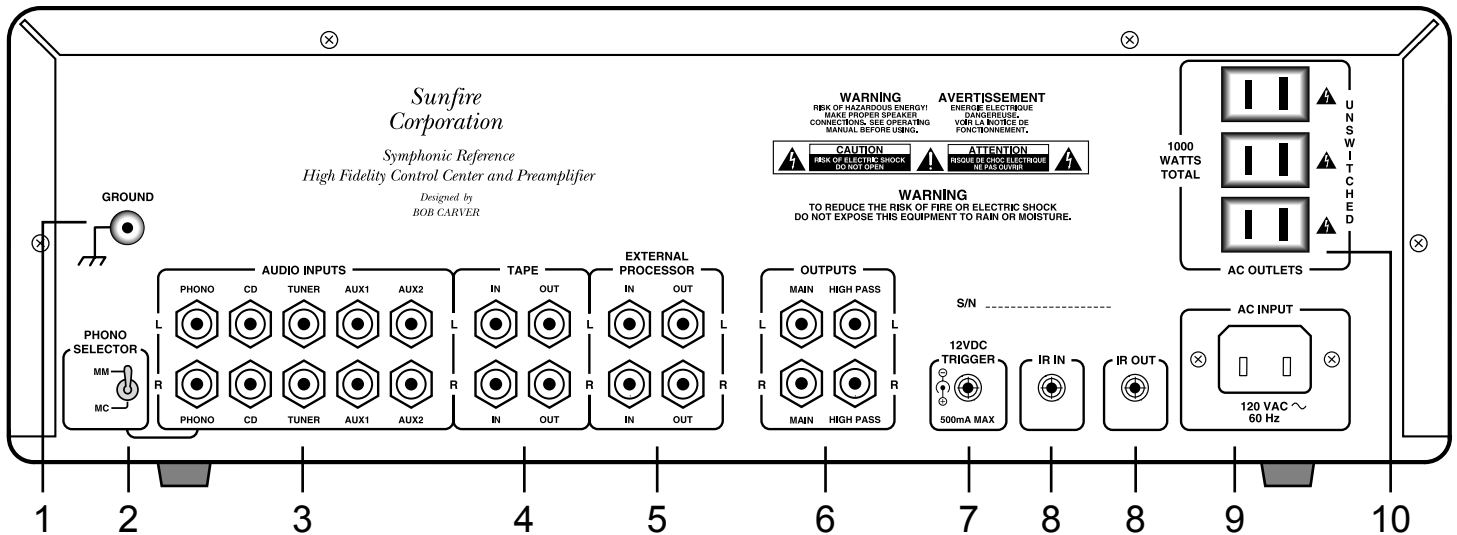 Sunfire
Corporation
Symphonic Reference
High Fidelity Control Center and Preamplifier
Designed by
BOB CARVER
WARNING
RISK OF HAZARDOUS ENERGY!
MAKE PROPER SPEAKER
CONNECTIONS. SEE OPERATING
MANUAL BEFORE USING.
AVERTISSEMENT
ENERGIE ELECTRIQUE
DANGEREUSE.
VOIR LA INOTICE DE
FONCTIONNEMENT.
CAUTION
RISK OF ELECTRIC SHOCK
DO NOT OPEN
ATTENTION
RISQUE DE CHOC ELECTRIQUE
NE PAS OUVRIR
WARNING
TO REDUCE THE RISK OF FIRE OR ELECTRIC SHOCK
DO NOT EXPOSE THIS EQUIPMENT TO RAIN OR MOISTURE.
1000
WATTS
TOTAL
UNSWITCHED
AC OUTLETS
GROUND
PHONO
SELECTOR
MM
MC
AUDIO INPUTS
PHONO CD TUNER AUX1 AUX2
L L
R R
PHONO CD TUNER AUX1 AUX2
TAPE
IN OUT
L
R
IN OUT
EXTERNAL
PROCESSOR
IN OUT
L
R
IN OUT
OUTPUTS
MAIN HIGH PASS
L L
R R
MAIN HIGH PASS
S/N
12VDC
TRIGGER
500mA MAX
IR IN
IR OUT
AC INPUT
120 VAC ~
60 Hz
1 2 3 4 5 6 7 8 8 9 10